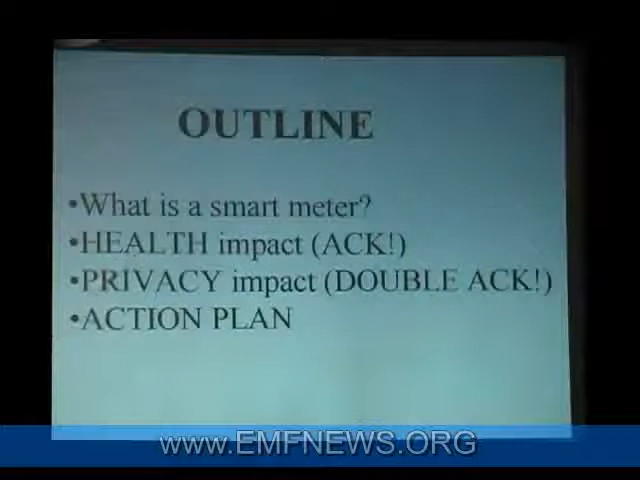 OUTLINE
•What is a smart meter?
•HEALTH impact (ACK!)
•PRIVACY impact (DOUBLE ACK!)
•ACTION PLAN
www.EMFNEWS.ORG